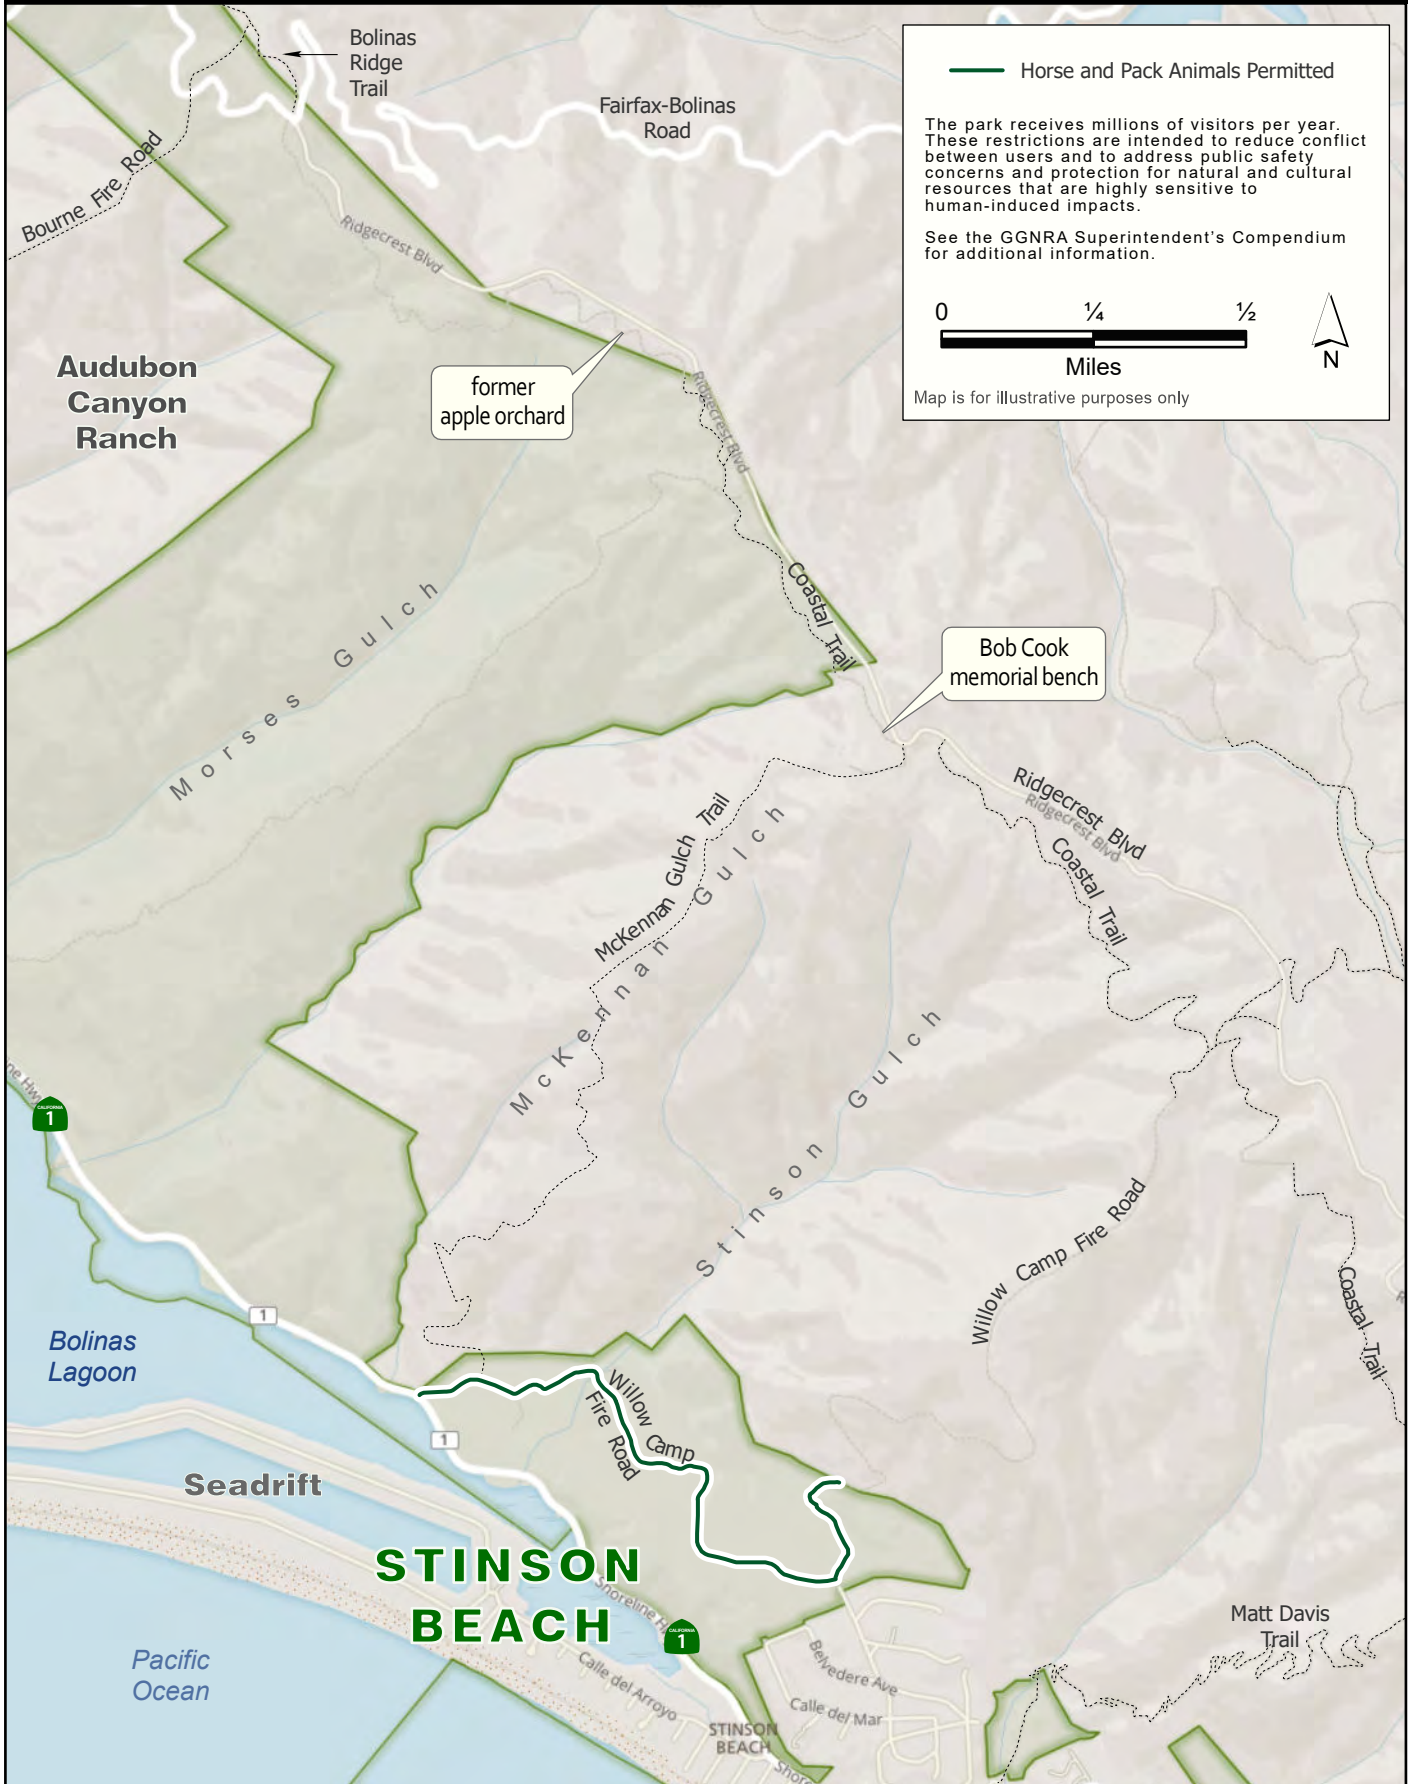 Bolinas
Ridge
Trail
Fairfax-Bolinas
Road
Bourne Fire Road
Ridgecrest Blvd
Horse and Pack Animals Permitted
The park receives millions of visitors per year.
These restrictions are intended to reduce conflict
between users and to address public safety
concerns and protection for natural and cultural
resources that are highly sensitive to
human-induced impacts.
See the GGNRA Superintendent's Compendium
for additional information.
0 ¼ ½
Miles
N
Map is for illustrative purposes only
Audubon
Canyon
Ranch
former
apple orchard
Ridgecrest Blvd
Coastal Trail
Morses Gulch
Bob Cook
memorial bench
Ridgecrest Blvd
Ridgecrest Blvd
Coastal Trail
McKennan Gulch Trail
McKennan Gulch
Stinson Gulch
CALIFORNIA
1
Willow Camp Fire Road
Coastal Trail
1
Bolinas
Lagoon
Willow Camp
Fire Road
1
Seadrift
STINSON
BEACH
Shoreline
CALIFORNIA
1
Pacific
Ocean
Calle del Arroyo
Belvedere Ave
Calle del Mar
STINSON
BEACH
Matt Davis
Trail